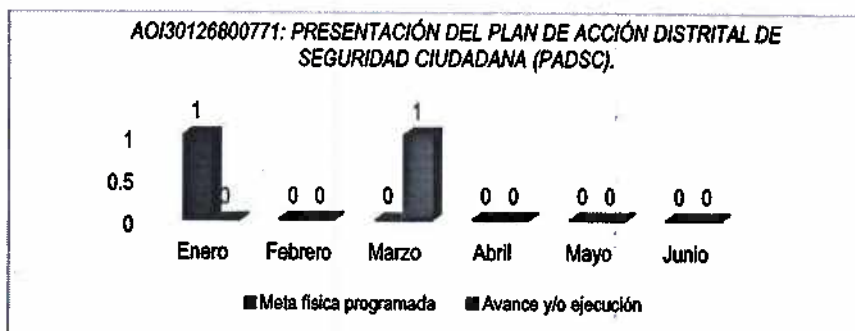 AOI30126800771: PRESENTACIÓN DEL PLAN DE ACCIÓN DISTRITAL DE
SEGURIDAD CIUDADANA (PADSC).
1 1
1
0.5
0
0 0 0 0 0 0 0 0 0 0
Enero Febrero Marzo Abril Mayo Junio
Meta física programada Avance y/o ejecución